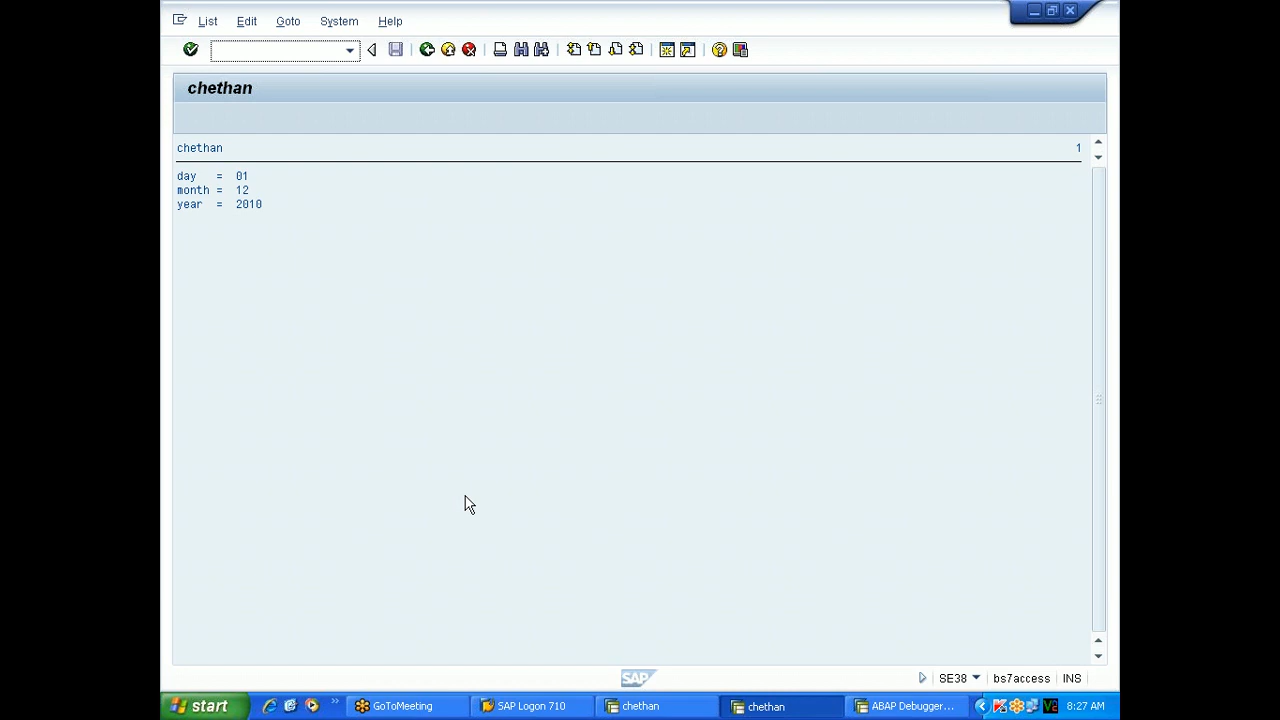 List Edit Goto System Help
chethan
chethan 1
day = 01
month = 12
year = 2010
SAP
SE38 bs7access INS
start GoToMeeting SAP Logon 710 chethan chethan ABAP Debugger... 8:27 AM